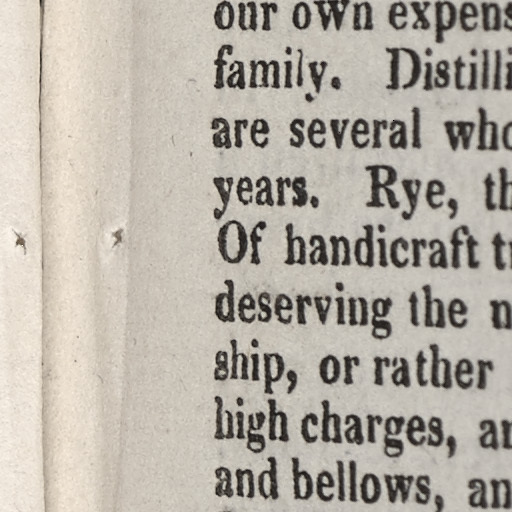 our own expens
family. Distilli
are several who
years. Rye, th
Of handicraft tr
deserving the n
ship, or rather
high charges, an
and bellows, an